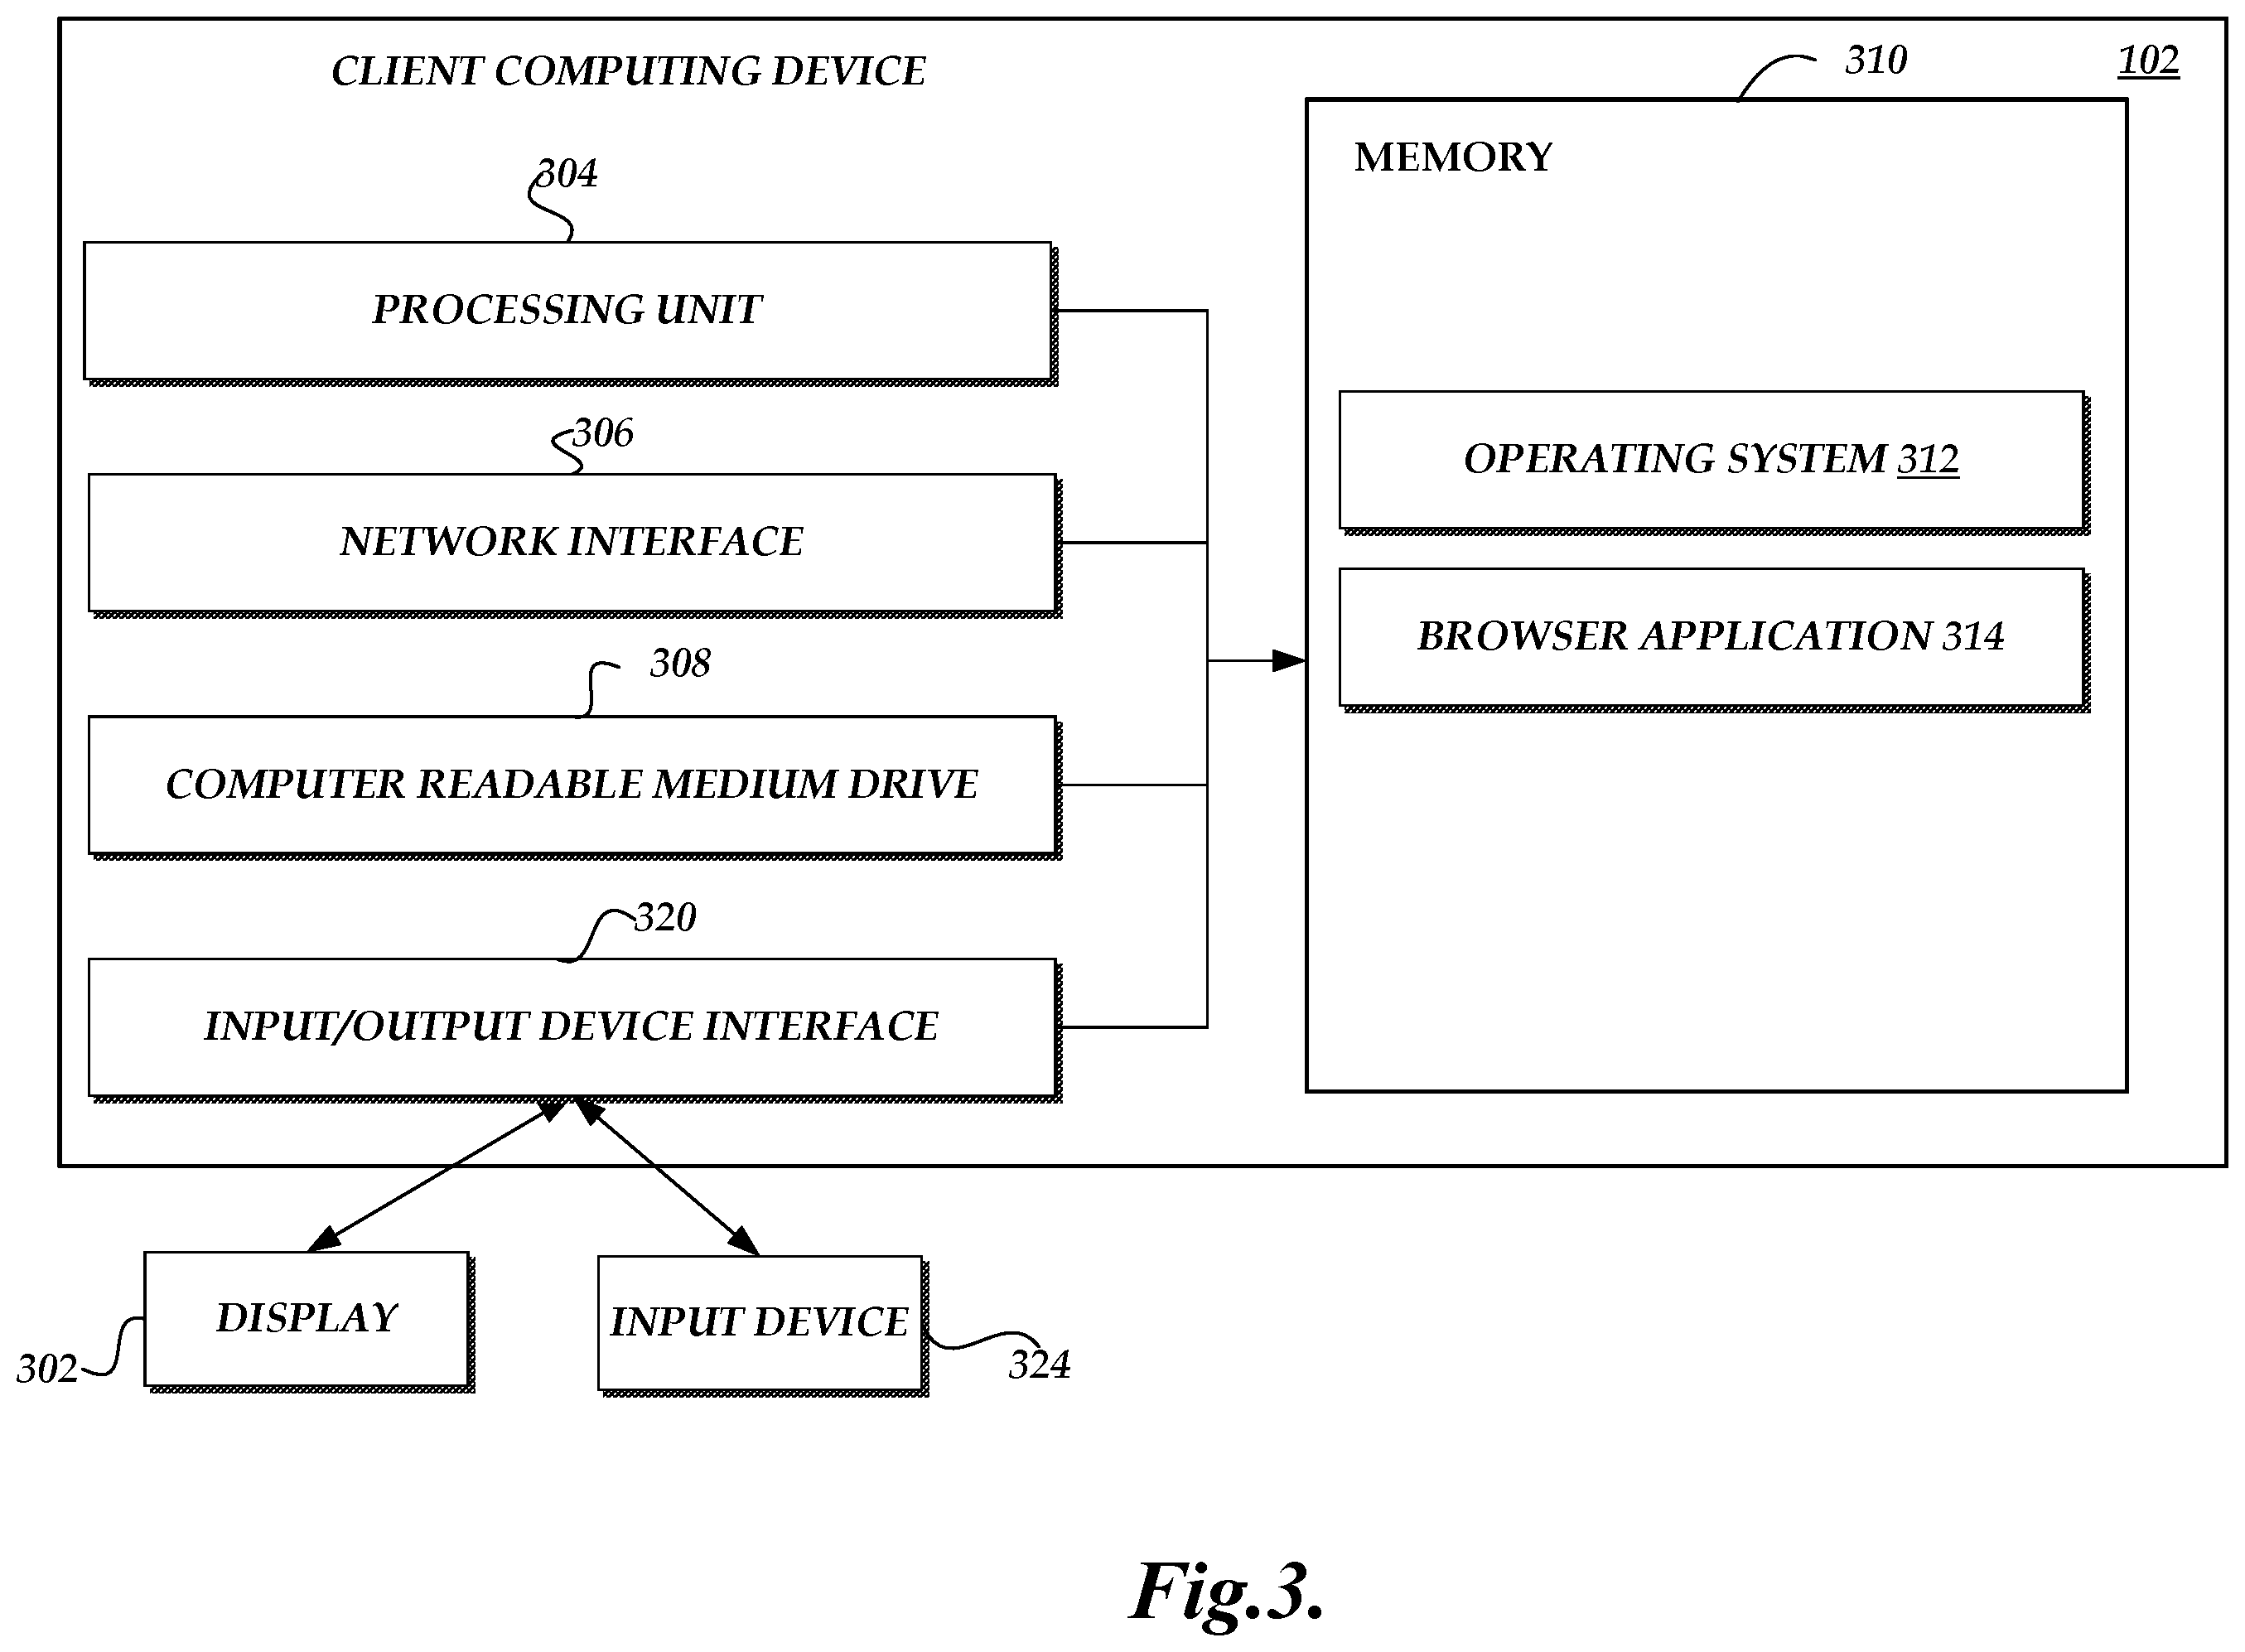 CLIENT COMPUTING DEVICE
310
102
MEMORY
304
PROCESSING UNIT
306
NETWORK INTERFACE
OPERATING SYSTEM 312
BROWSER APPLICATION 314
308
COMPUTER READABLE MEDIUM DRIVE
320
INPUT/OUTPUT DEVICE INTERFACE
DISPLAY
302
INPUT DEVICE
324
Fig.3.